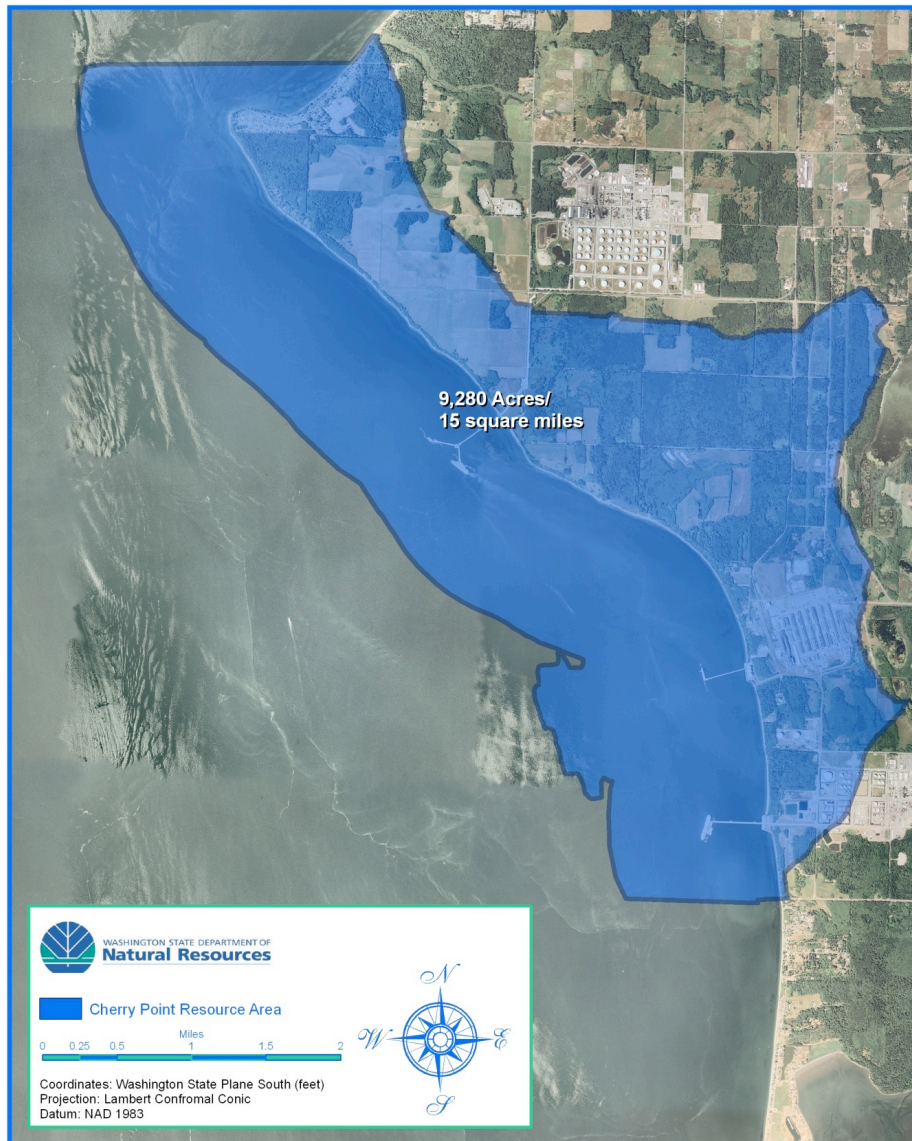 9,280 Acres/
15 square miles
WASHINGTON STATE DEPARTMENT OF
Natural Resources
Cherry Point Resource Area
Miles
0 0.25 0.5 1 1.5 2
N
W E
S
Coordinates: Washington State Plane South (feet)
Projection: Lambert Confromal Conic
Datum: NAD 1983